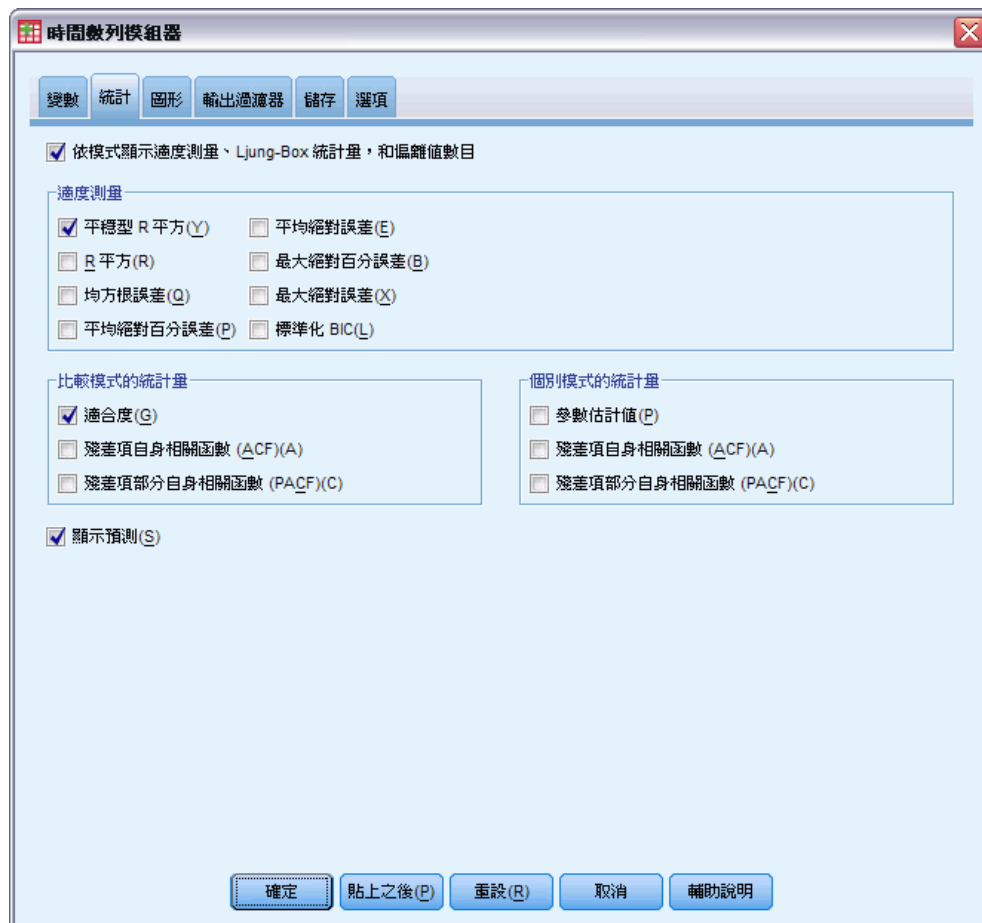 時間數列模組器
變數 統計 圖形 輸出過濾器 儲存 選項
依模式顯示適度測量、Ljung-Box 統計量，和偏離值數目
適度測量
平穩型 R 平方(Y) 平均絕對誤差(E)
R 平方(R) 最大絕對百分誤差(B)
均方根誤差(Q) 最大絕對誤差(X)
平均絕對百分誤差(P) 標準化 BIC(L)
比較模式的統計量 個別模式的統計量
適合度(G) 參數估計值(P)
殘差項自身相關函數 (ACF)(A) 殘差項自身相關函數 (ACF)(A)
殘差項部分自身相關函數 (PACF)(C) 殘差項部分自身相關函數 (PACF)(C)
顯示預測(S)
確定 貼上之後(P) 重設(R) 取消 輔助說明